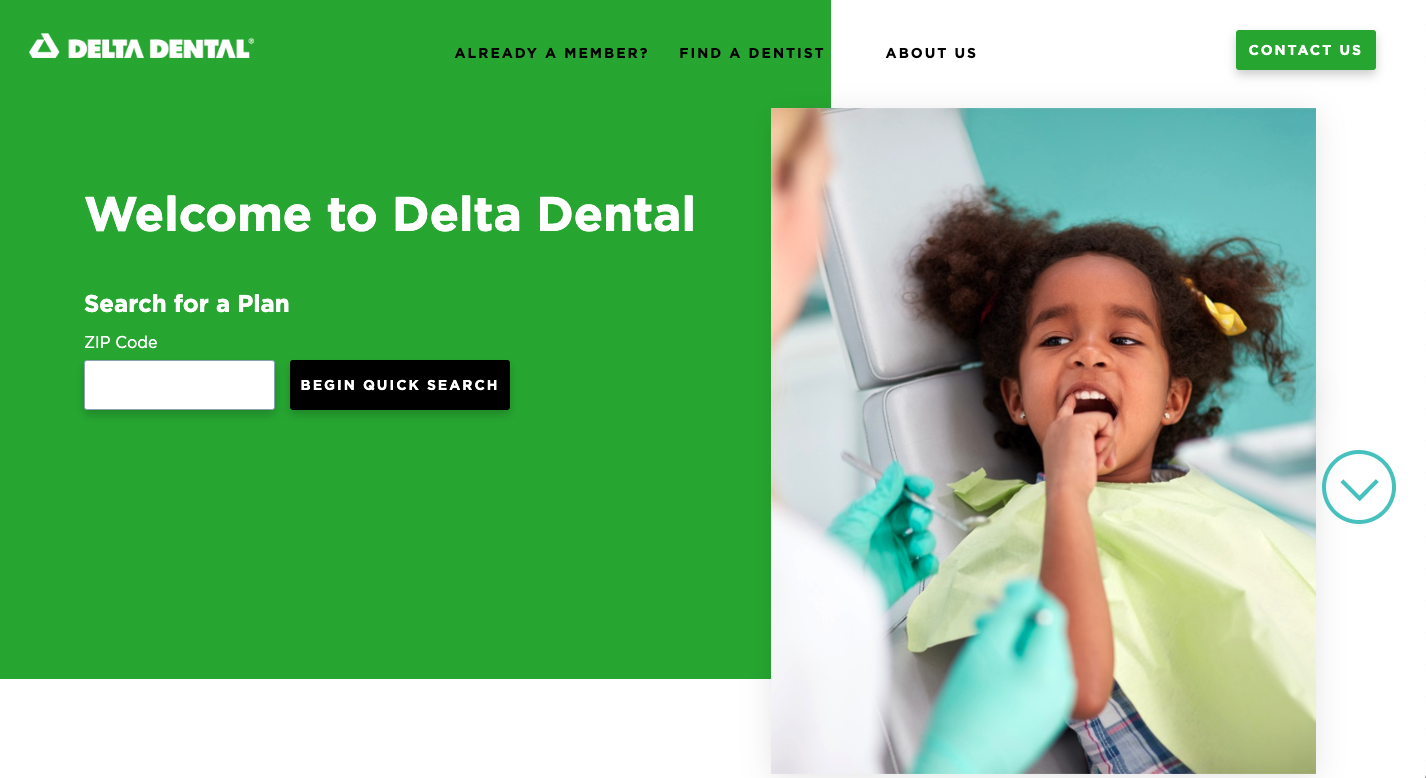 DELTA DENTAL®
ALREADY A MEMBER? FIND A DENTIST ABOUT US
CONTACT US
Welcome to Delta Dental
Search for a Plan
ZIP Code
BEGIN QUICK SEARCH